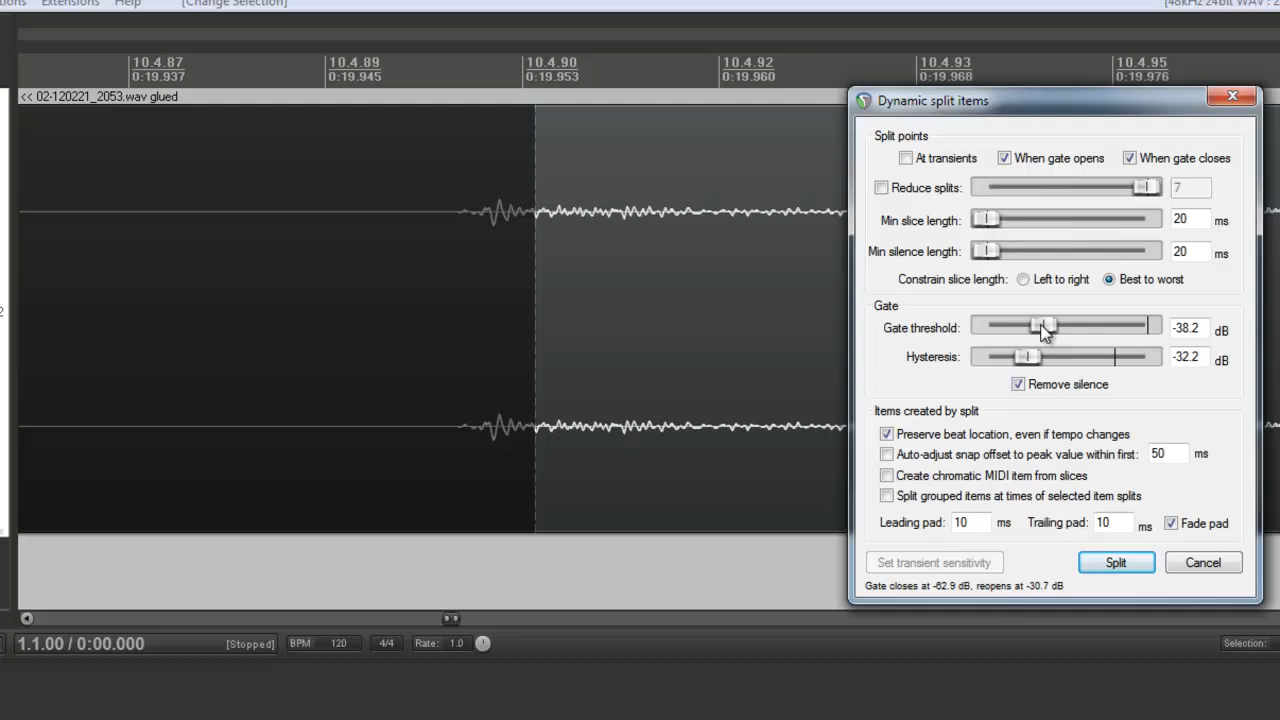 Extensions Help [Change Selection]
10.4.87 10.4.89 10.4.90 10.4.92 10.4.93 10.4.95
0:19.937 0:19.945 0:19.953 0:19.960 0:19.968 0:19.976
<< 02-120221_2053.wav glued
Dynamic split items
Split points
At transients When gate opens When gate closes
Reduce splits: 7
Min slice length: 20 ms
Min silence length: 20 ms
Constrain slice length: Left to right Best to worst
Gate
Gate threshold: -38.2 dB
Hysteresis: -32.2 dB
Remove silence
Items created by split
Preserve beat location, even if tempo changes
Auto-adjust snap offset to peak value within first: 50 ms
Create chromatic MIDI item from slices
Split grouped items at times of selected item splits
Leading pad: 10 ms Trailing pad: 10 ms Fade pad
Set transient sensitivity Split Cancel
Gate closes at -62.9 dB, reopens at -30.7 dB
1.1.00 / 0:00.000 [Stopped] BPM 120 4/4 Rate: 1.0 Selection: